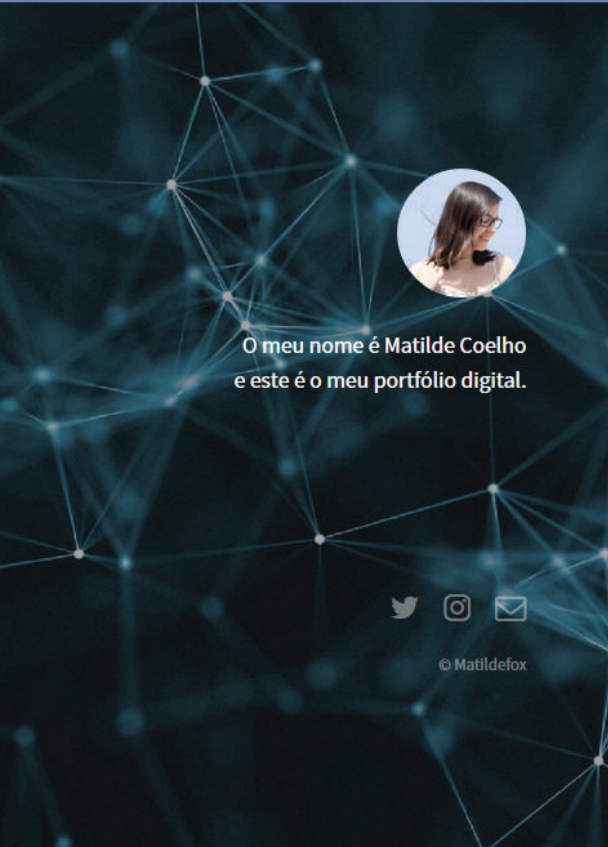 O meu nome é Matilde Coelho
e este é o meu portfólio digital.
© Matildefox